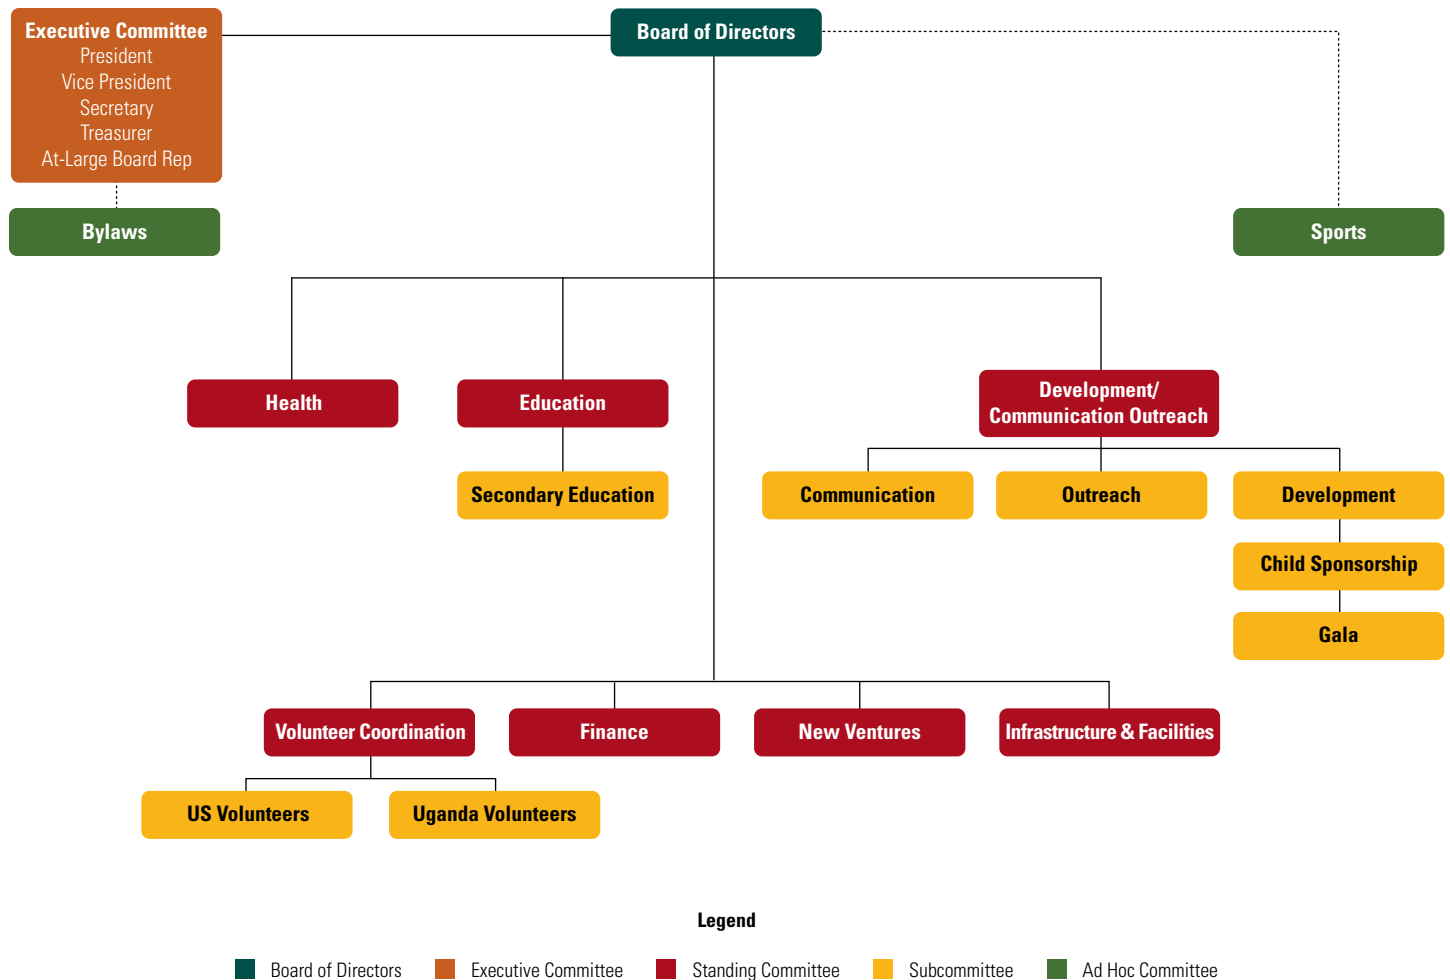 Executive Committee
President
Vice President
Secretary
Treasurer
At-Large Board Rep
Board of Directors
Bylaws
Sports
Health
Education
Development/
Communication Outreach
Secondary Education
Communication
Outreach
Development
Child Sponsorship
Gala
Volunteer Coordination
Finance
New Ventures
Infrastructure & Facilities
US Volunteers
Uganda Volunteers
Legend
Board of Directors
Executive Committee
Standing Committee
Subcommittee
Ad Hoc Committee